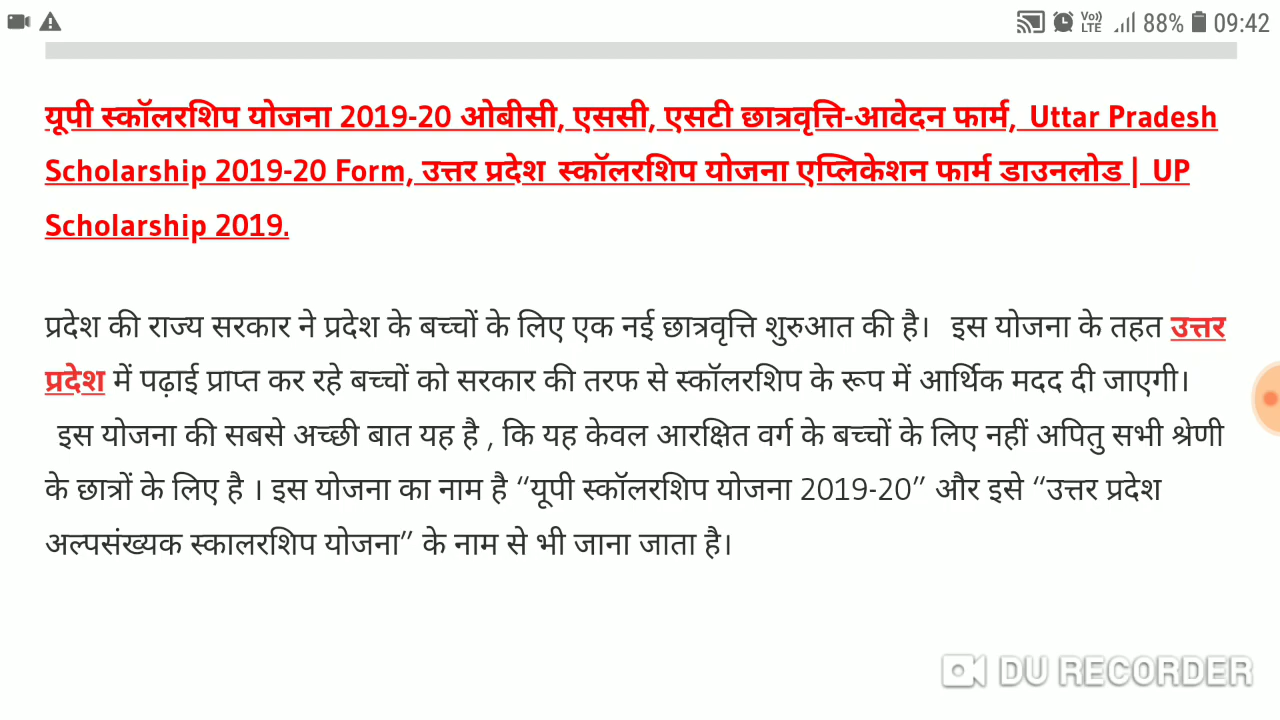 Vo)) LTE 88% 09:42
यूपी स्कॉलरशिप योजना 2019-20 ओबीसी, एससी, एसटी छात्रवृत्ति-आवेदन फार्म, Uttar Pradesh
Scholarship 2019-20 Form, उत्तर प्रदेश स्कॉलरशिप योजना एप्लिकेशन फार्म डाउनलोड | UP
Scholarship 2019.
प्रदेश की राज्य सरकार ने प्रदेश के बच्चों के लिए एक नई छात्रवृत्ति शुरुआत की है। इस योजना के तहत उत्तर
प्रदेश में पढ़ाई प्राप्त कर रहे बच्चों को सरकार की तरफ से स्कॉलरशिप के रूप में आर्थिक मदद दी जाएगी।
इस योजना की सबसे अच्छी बात यह है , कि यह केवल आरक्षित वर्ग के बच्चों के लिए नहीं अपितु सभी श्रेणी
के छात्रों के लिए है । इस योजना का नाम है “यूपी स्कॉलरशिप योजना 2019-20” और इसे “उत्तर प्रदेश
अल्पसंख्यक स्कालरशिप योजना” के नाम से भी जाना जाता है।
DU RECORDER